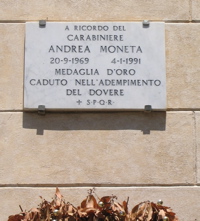 A RICORDO DEL
CARABINIERE
ANDREA MONETA
20-9-1969 4-1-1991
MEDAGLIA D'ORO
CADUTO NELL'ADEMPIMENTO
DEL DOVERE
+ S·P·Q·R